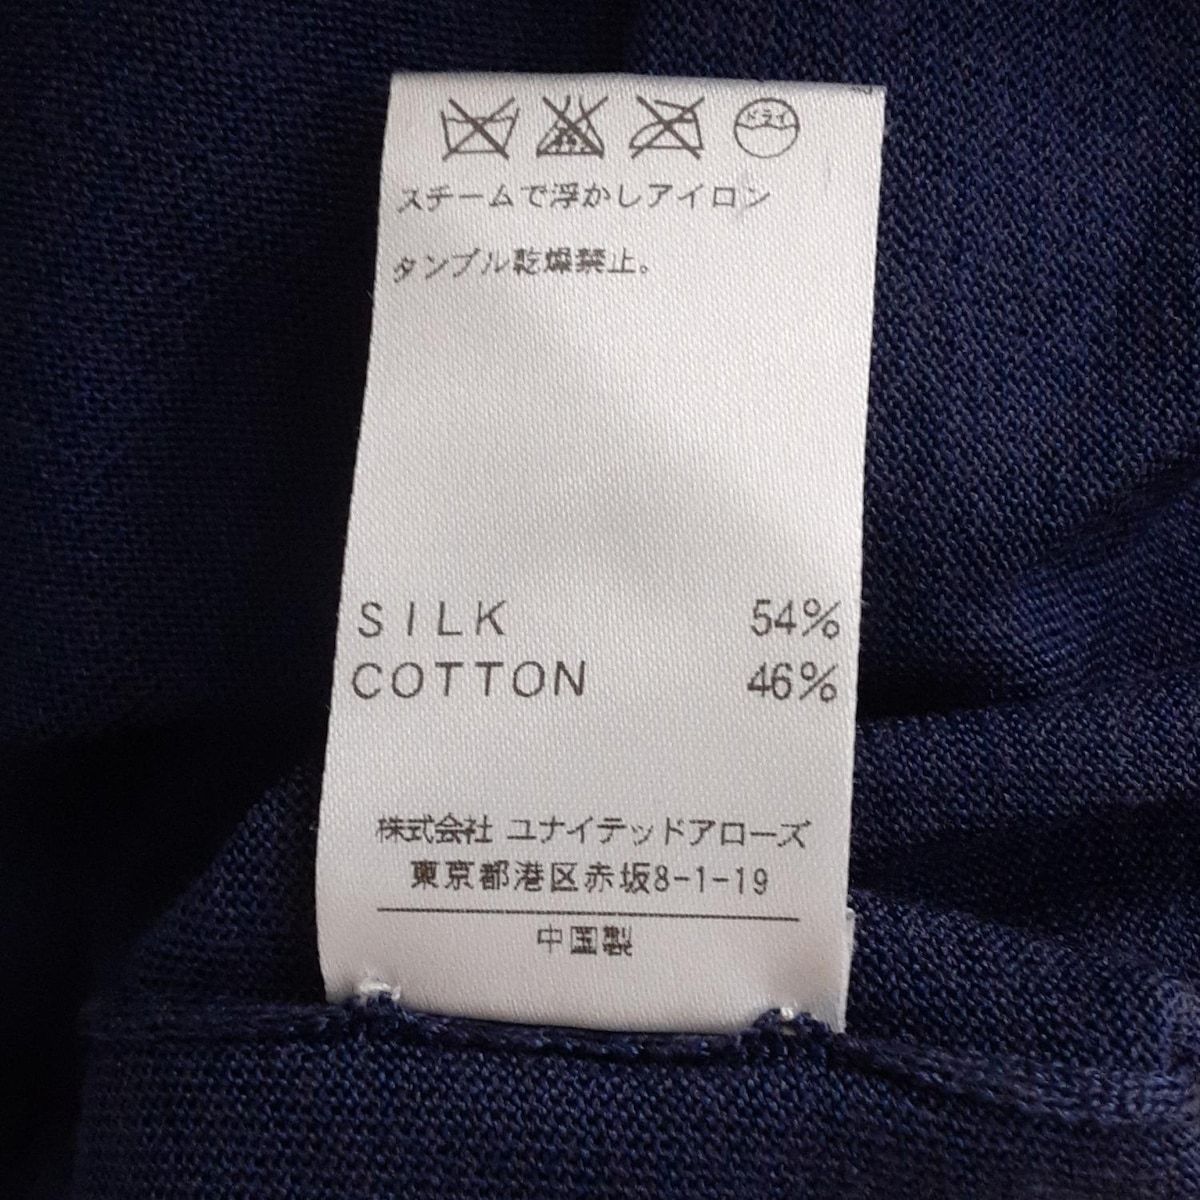 ドライ
スチームで浮かしアイロン
タンブル乾燥禁止。
SILK 54%
COTTON 46%
株式会社 ユナイテッドアローズ
東京都港区赤坂8-1-19
中国製